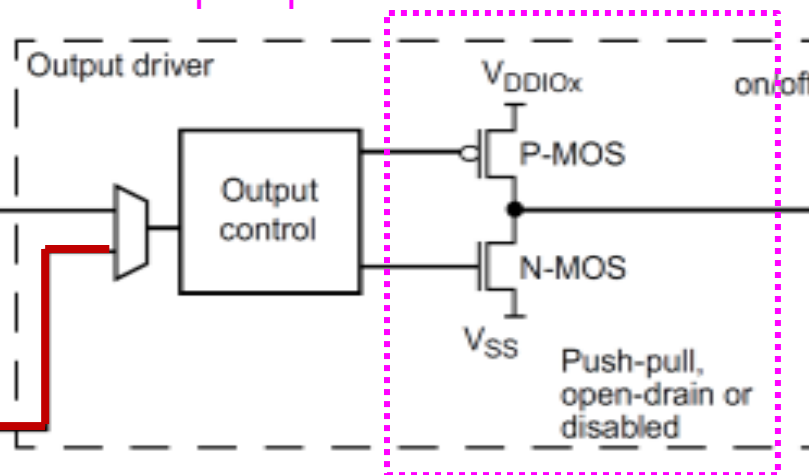 Output driver
VDDIOx
on/off
P-MOS
Output
control
N-MOS
VSS
Push-pull,
open-drain or
disabled